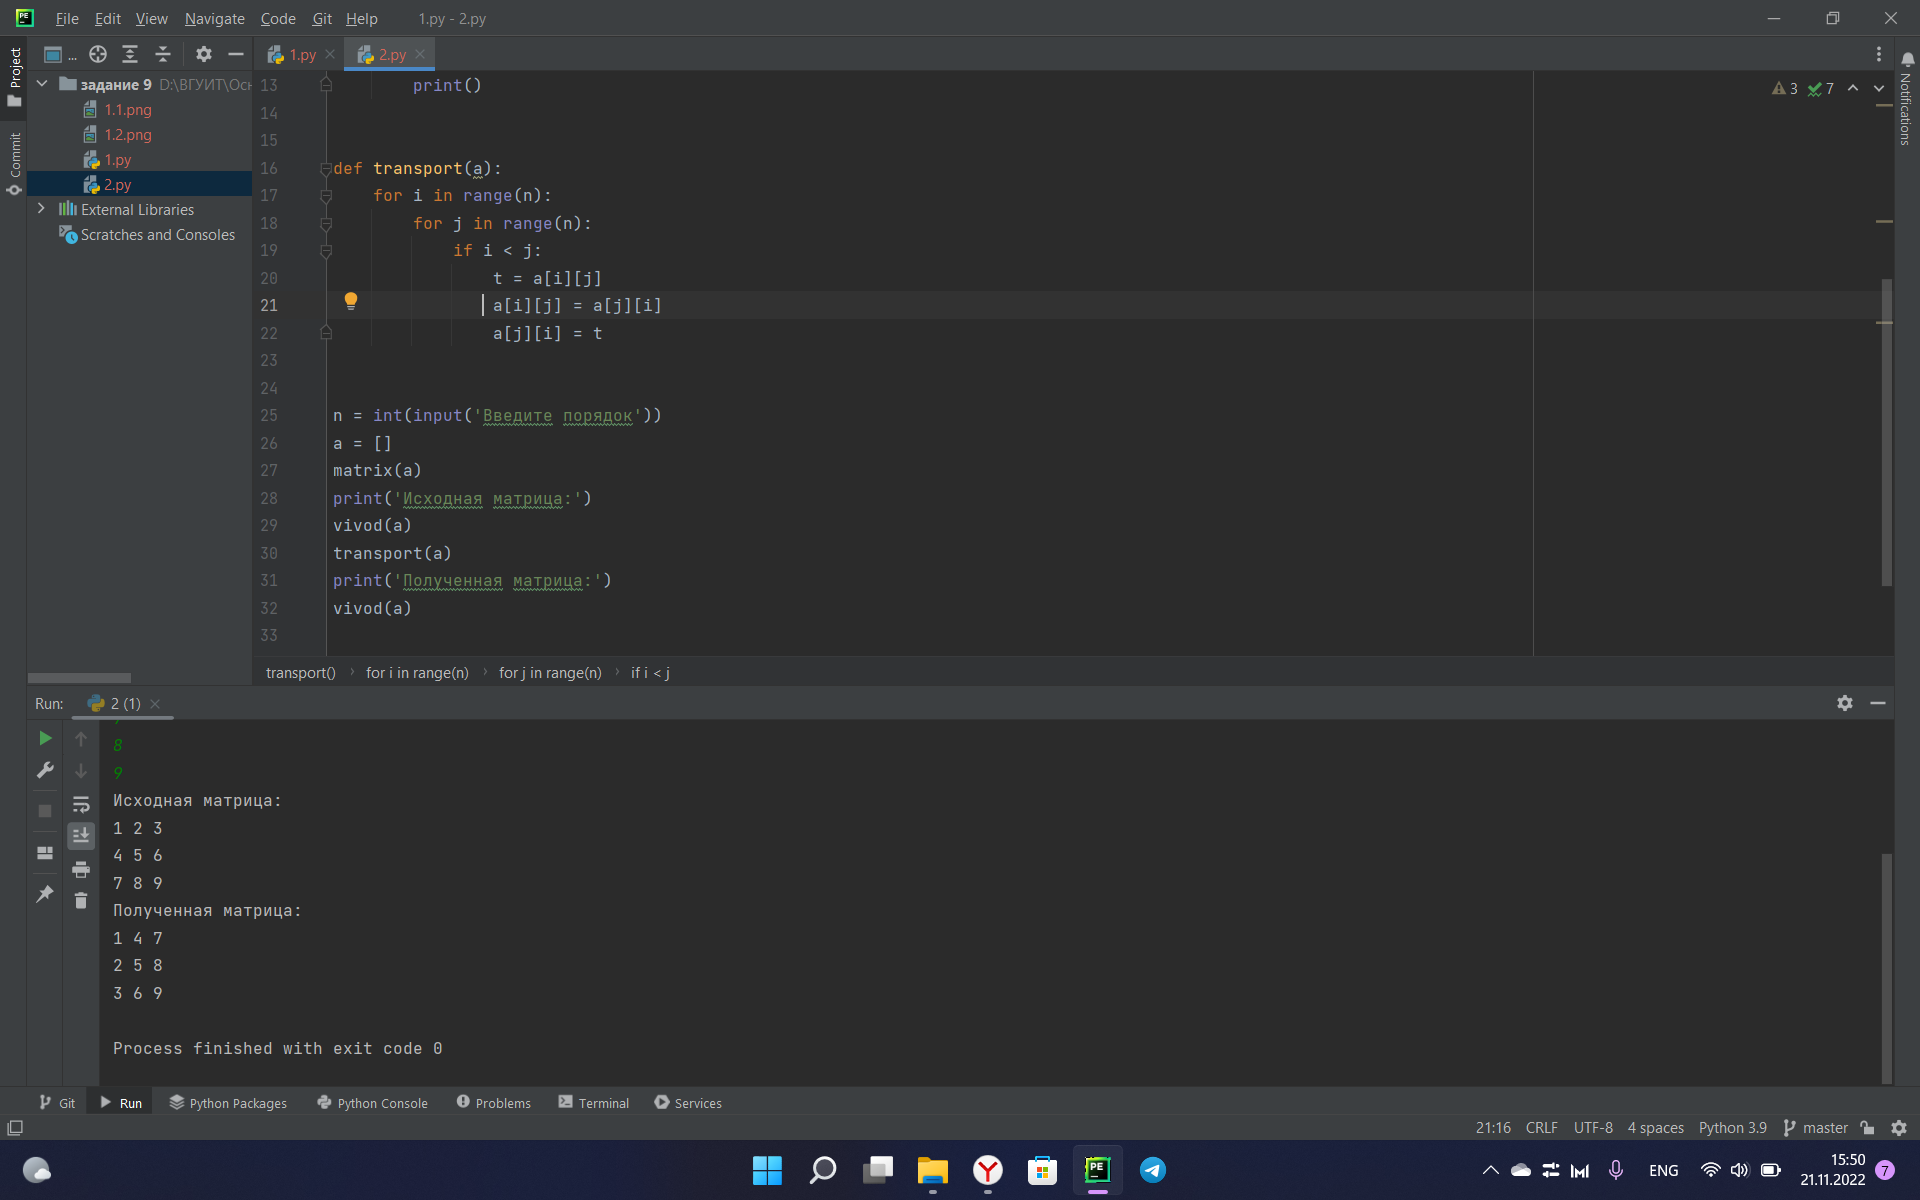 File Edit View Navigate Code Git Help 1.py - 2.py
Project
Commit
Notifications
...
1.py
2.py
задание 9 D:\ВГУИТ\Осн
1.1.png
1.2.png
1.py
2.py
External Libraries
Scratches and Consoles
3 7
13 print()
14
15
16 def transport(a):
17 for i in range(n):
18 for j in range(n):
19 if i < j:
20 t = a[i][j]
21 a[i][j] = a[j][i]
22 a[j][i] = t
23
24
25 n = int(input('Введите порядок'))
26 a = []
27 matrix(a)
28 print('Исходная матрица:')
29 vivod(a)
30 transport(a)
31 print('Полученная матрица:')
32 vivod(a)
33
transport() › for i in range(n) › for j in range(n) › if i < j
Run: 2 (1)
8
9
Исходная матрица:
1 2 3
4 5 6
7 8 9
Полученная матрица:
1 4 7
2 5 8
3 6 9
Process finished with exit code 0
Git Run Python Packages Python Console Problems Terminal Services
21:16 CRLF UTF-8 4 spaces Python 3.9 master
PE
ENG
15:50
21.11.2022
7